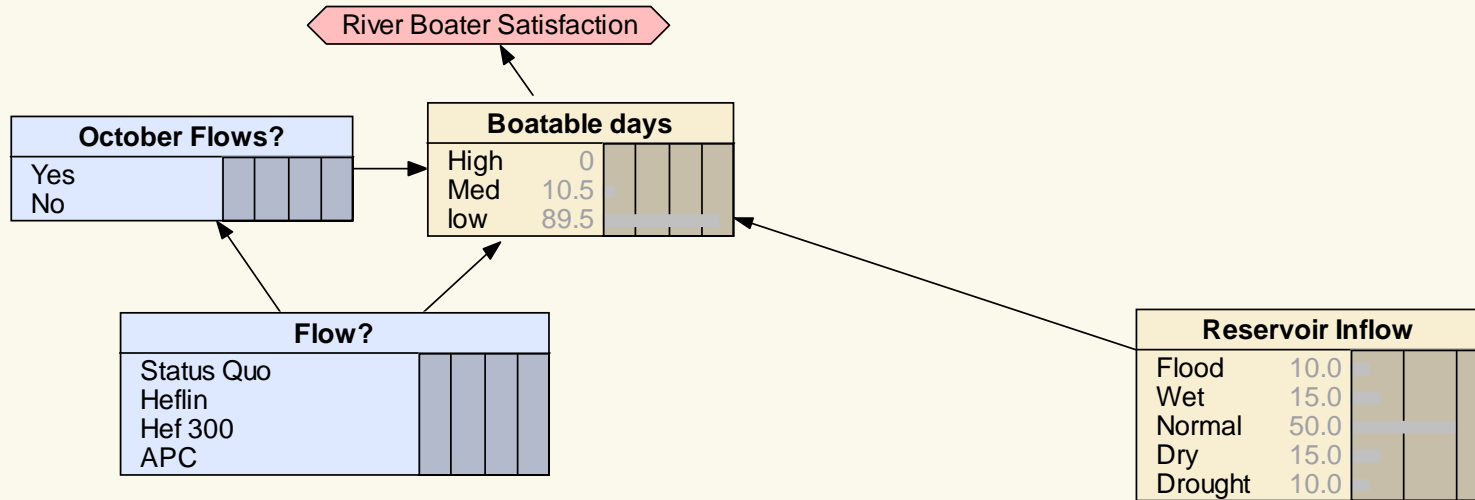 River Boater Satisfaction
October Flows?
Yes
No
Boatable days
High 0
Med 10.5
low 89.5
Flow?
Status Quo
Heflin
Hef 300
APC
Reservoir Inflow
Flood 10.0
Wet 15.0
Normal 50.0
Dry 15.0
Drought 10.0